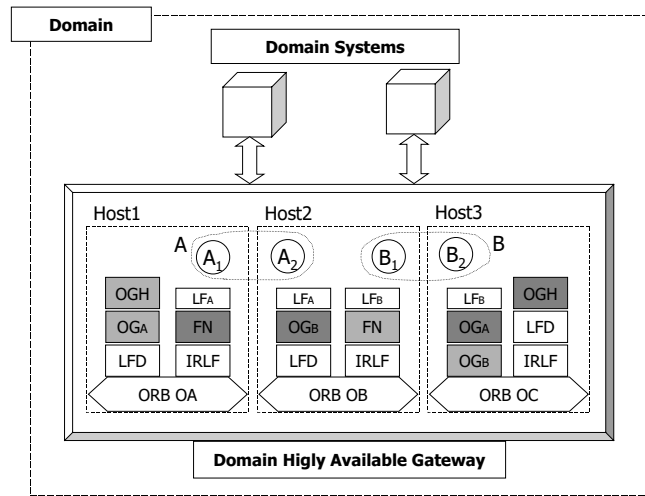 Domain
Domain Systems
Host1 Host2 Host3
A A1 A2 B1 B2 B
OGH LFA LFA LFB LFB OGH
OGA FN OGB FN OGA LFD
LFD IRLF LFD IRLF OGB IRLF
ORB OA ORB OB ORB OC
Domain Higly Available Gateway